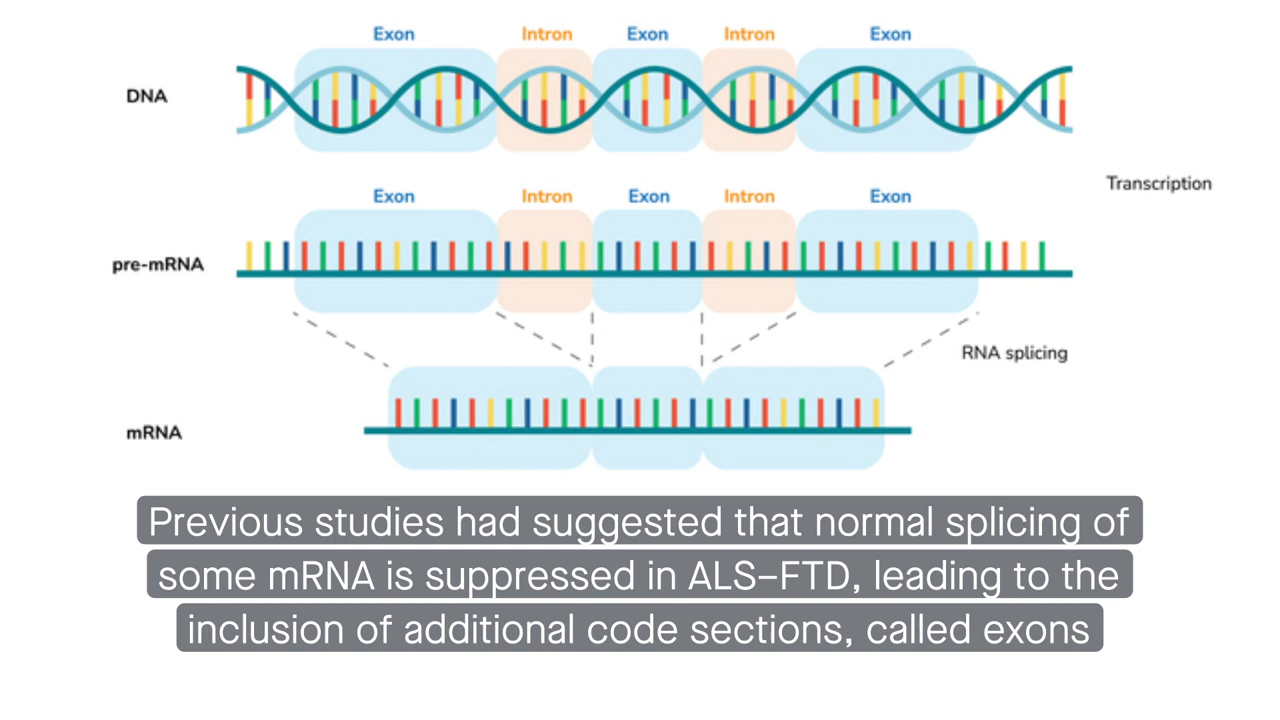 Exon Intron Exon Intron Exon
DNA
Transcription
Exon Intron Exon Intron Exon
pre-mRNA
RNA splicing
mRNA
Previous studies had suggested that normal splicing of
some mRNA is suppressed in ALS–FTD, leading to the
inclusion of additional code sections, called exons